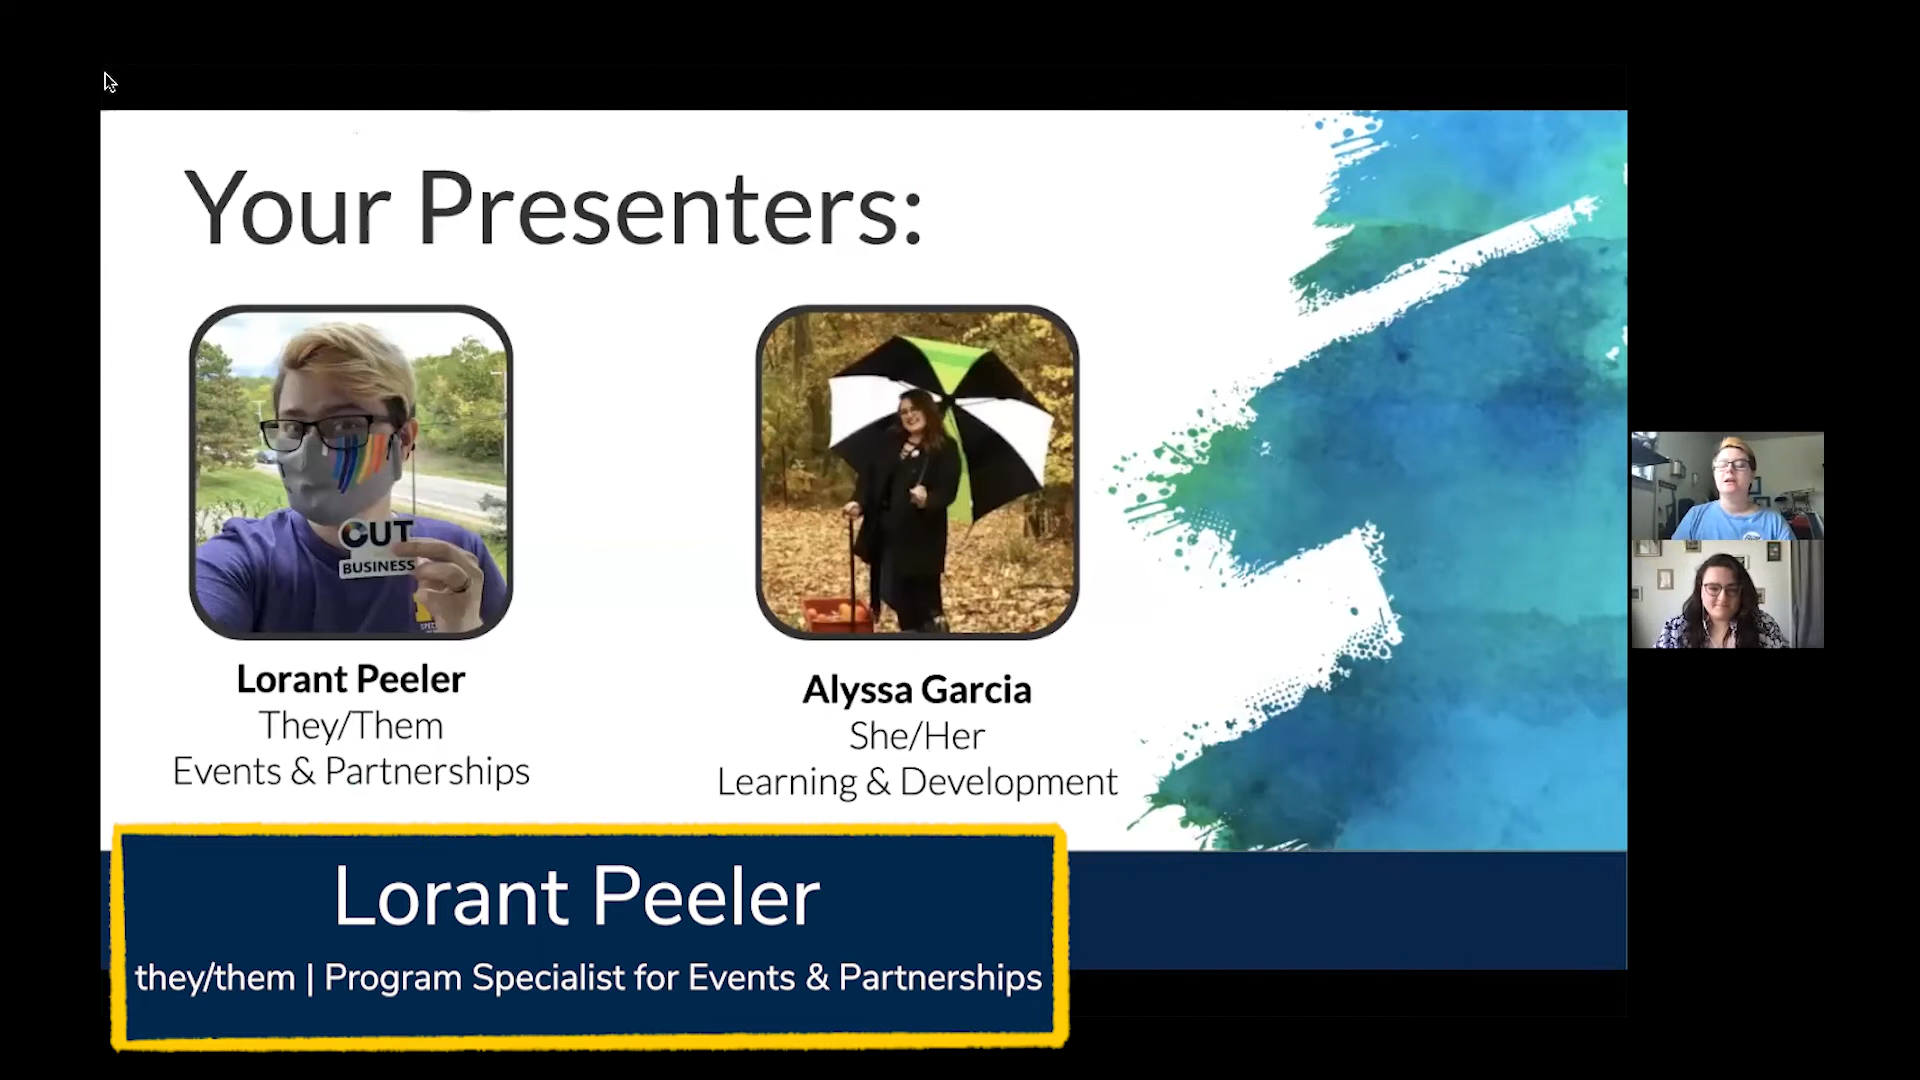 Your Presenters:
OUT
BUSINESS
Lorant Peeler
They/Them
Events & Partnerships
Alyssa Garcia
She/Her
Learning & Development
Lorant Peeler
they/them | Program Specialist for Events & Partnerships